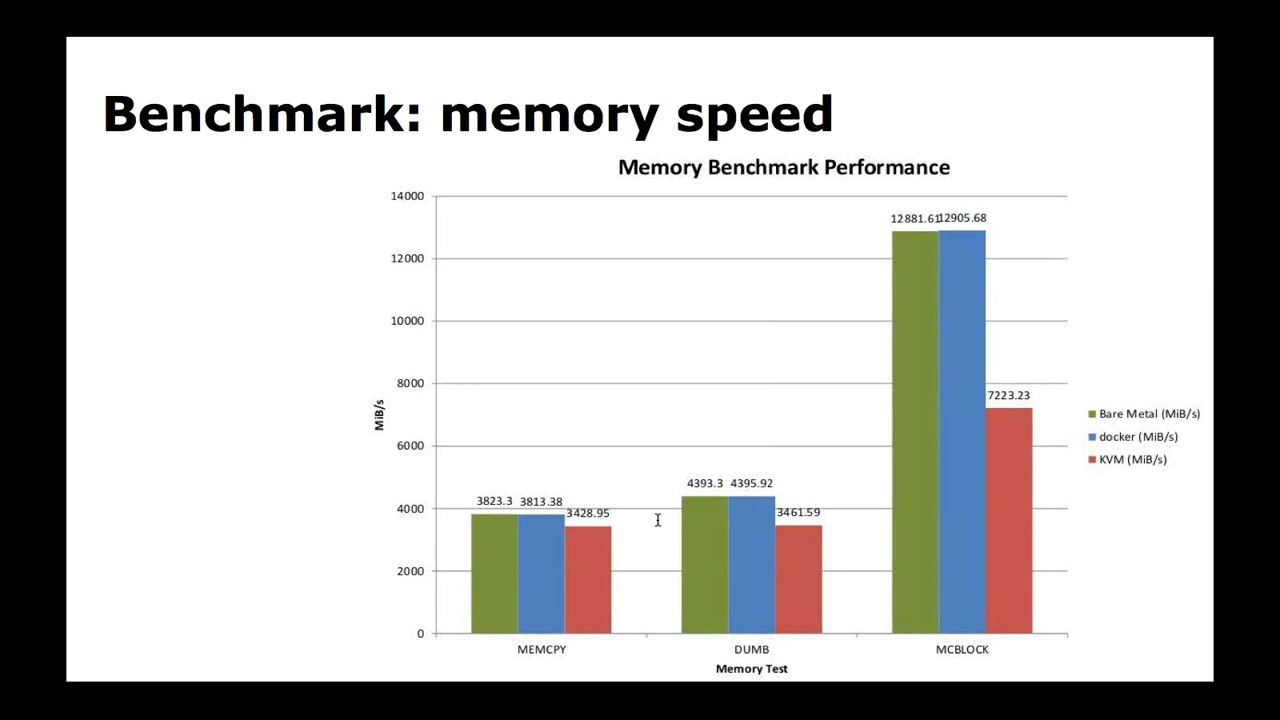 Benchmark: memory speed
Memory Benchmark Performance
14000
12000
10000
8000
6000
4000
2000
0
MiB/s
12881.61 12905.68
7223.23
4393.3 4395.92
3461.59
3823.3 3813.38
3428.95
Bare Metal (MiB/s)
docker (MiB/s)
KVM (MiB/s)
MEMCPY DUMB MCBLOCK
Memory Test